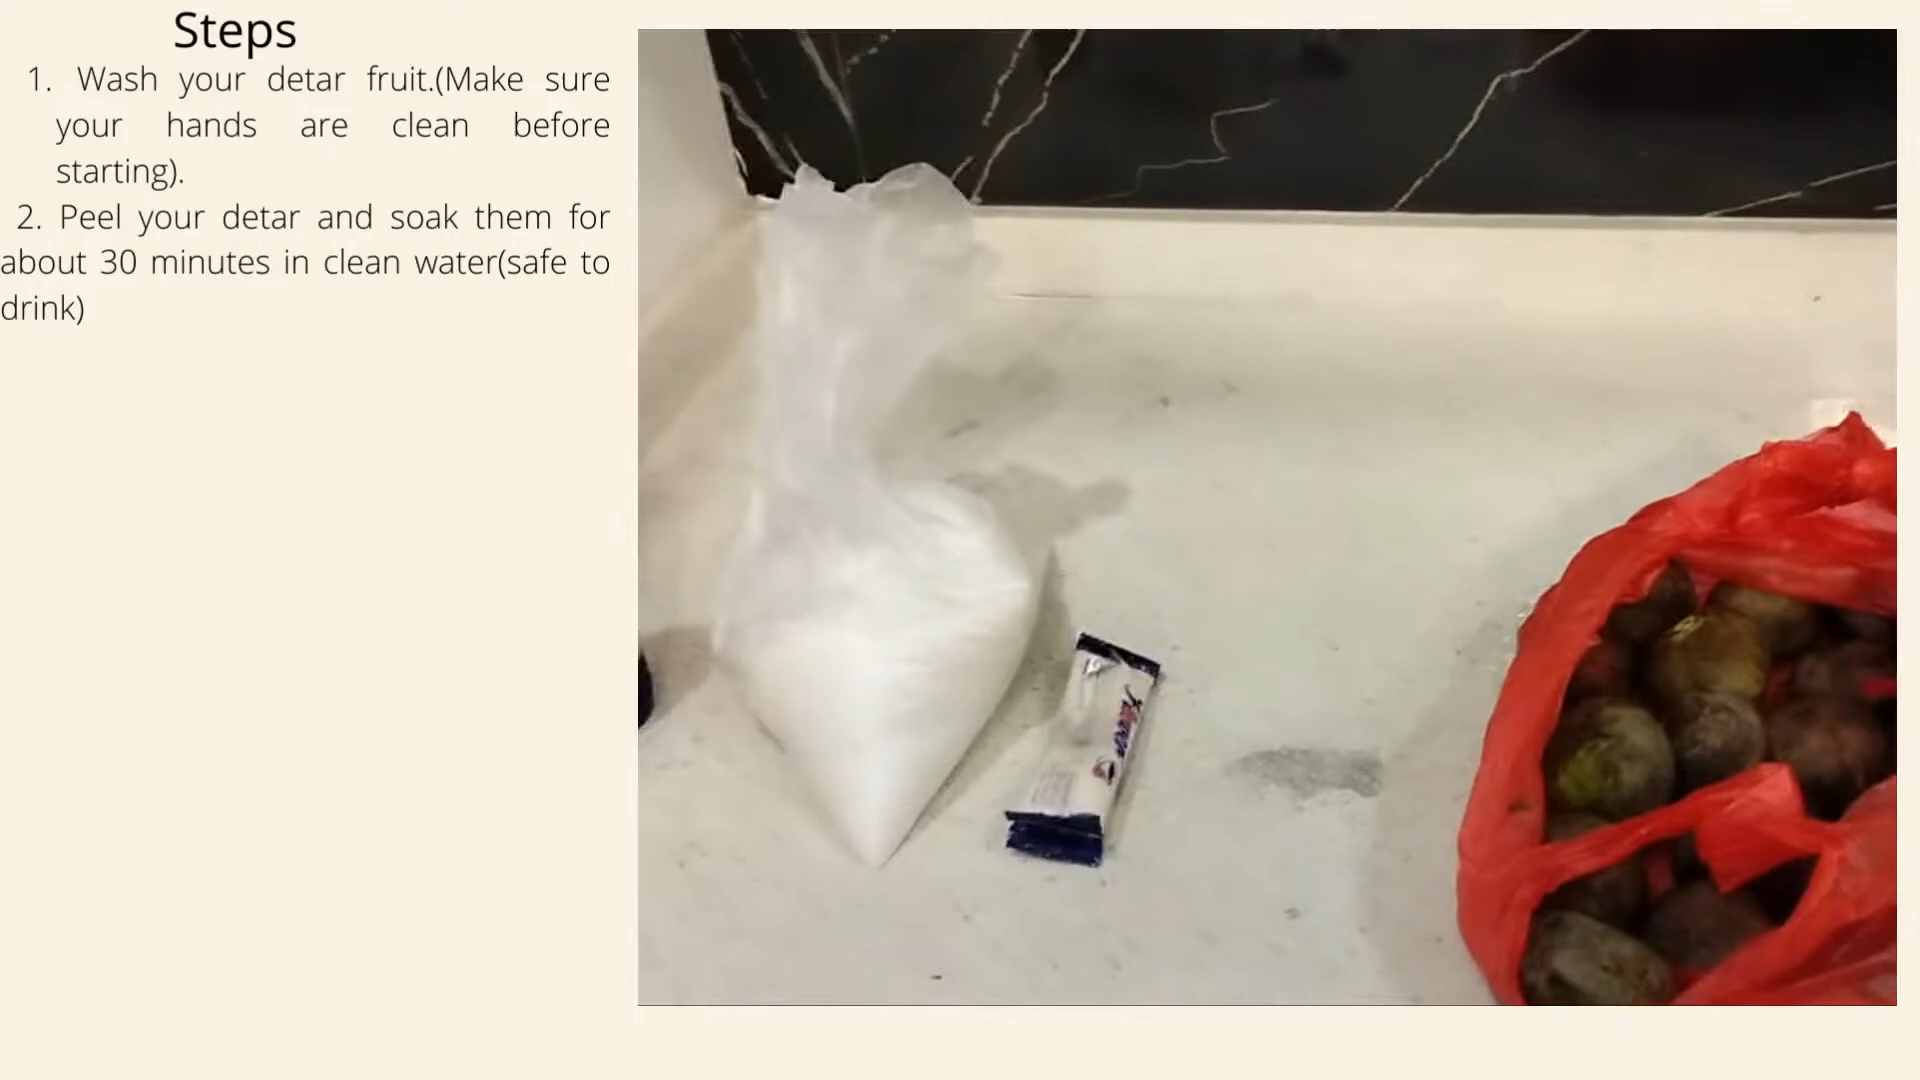 Steps
1. Wash your detar fruit.(Make sure
your hands are clean before
starting).
2. Peel your detar and soak them for
about 30 minutes in clean water(safe to
drink)